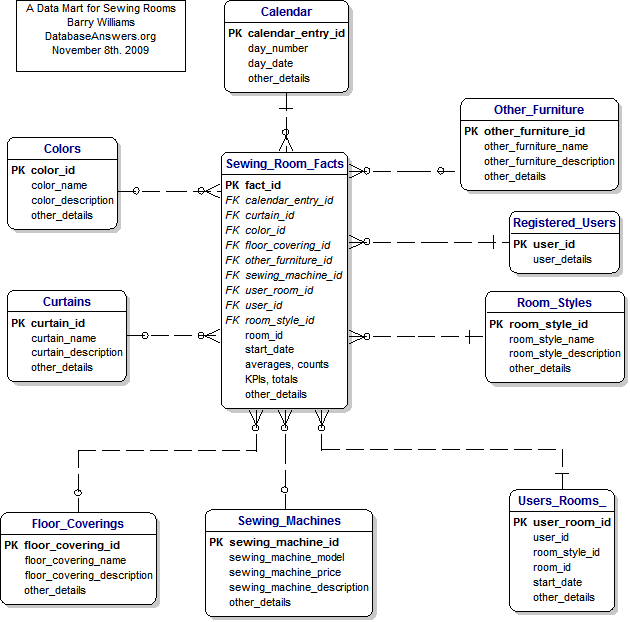 A Data Mart for Sewing Rooms
Barry Williams
DatabaseAnswers.org
November 8th. 2009
Calendar
PK calendar_entry_id
day_number
day_date
other_details
Other_Furniture
PK other_furniture_id
other_furniture_name
other_furniture_description
other_details
Colors
PK color_id
color_name
color_description
other_details
Sewing_Room_Facts
PK fact_id
FK calendar_entry_id
FK curtain_id
FK color_id
FK floor_covering_id
FK other_furniture_id
FK sewing_machine_id
FK user_room_id
FK user_id
FK room_style_id
room_id
start_date
averages, counts
KPIs, totals
other_details
Registered_Users
PK user_id
user_details
Curtains
PK curtain_id
curtain_name
curtain_description
other_details
Room_Styles
PK room_style_id
room_style_name
room_style_description
other_details
Floor_Coverings
PK floor_covering_id
floor_covering_name
floor_covering_description
other_details
Sewing_Machines
PK sewing_machine_id
sewing_machine_model
sewing_machine_price
sewing_machine_description
other_details
Users_Rooms_
PK user_room_id
user_id
room_style_id
room_id
start_date
other_details